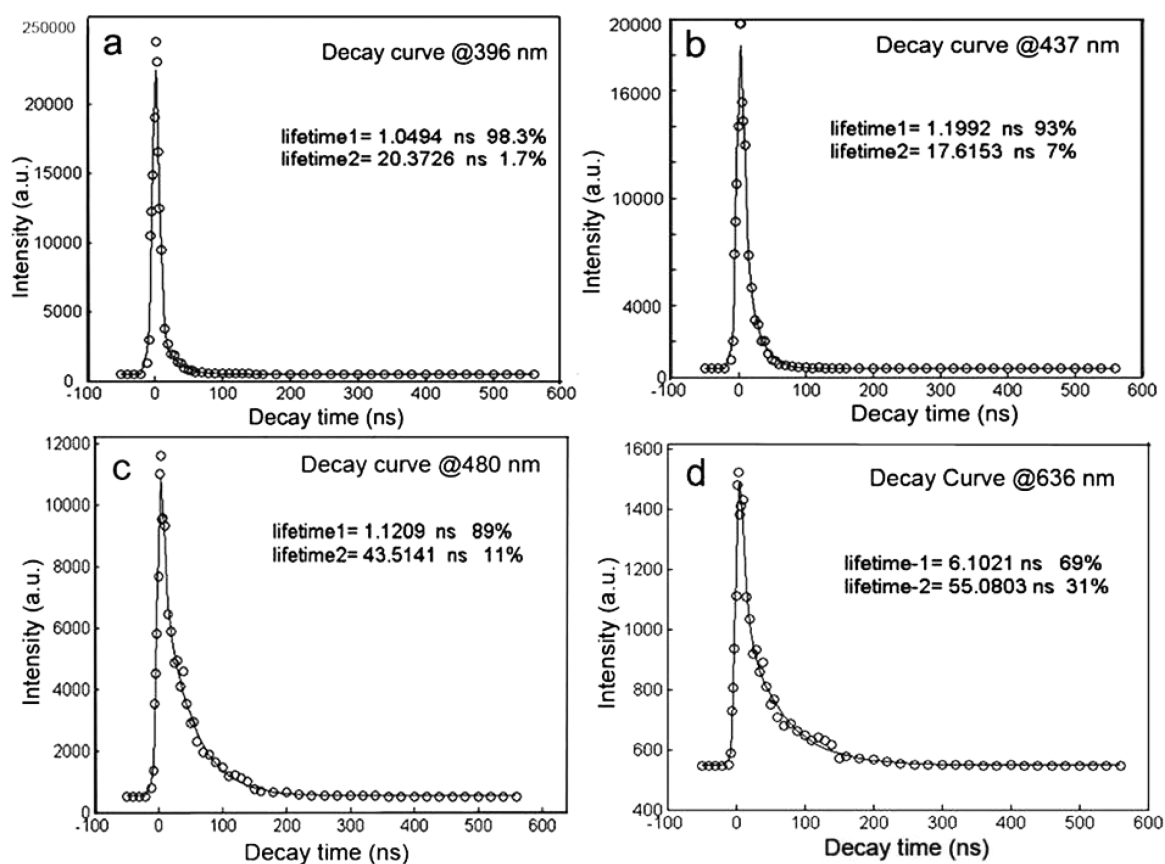 a
Decay curve @396 nm
lifetime1= 1.0494 ns 98.3%
lifetime2= 20.3726 ns 1.7%
250000
20000
15000
10000
5000
0
Intensity (a.u.)
-100 0 100 200 300 400 500 600
Decay time (ns)
b
Decay curve @437 nm
lifetime1= 1.1992 ns 93%
lifetime2= 17.6153 ns 7%
20000
16000
10000
4000
0
Intensity (a.u.)
-100 0 100 200 300 400 500 600
Decay time (ns)
c
Decay curve @480 nm
lifetime1= 1.1209 ns 89%
lifetime2= 43.5141 ns 11%
12000
10000
8000
6000
4000
2000
0
Intensity (a.u.)
-100 0 100 200 300 400 500 600
Decay time (ns)
d
Decay Curve @636 nm
lifetime-1= 6.1021 ns 69%
lifetime-2= 55.0803 ns 31%
1600
1400
1200
1000
800
600
400
Intensity (a.u.)
-100 0 100 200 300 400 500 600
Decay time (ns)